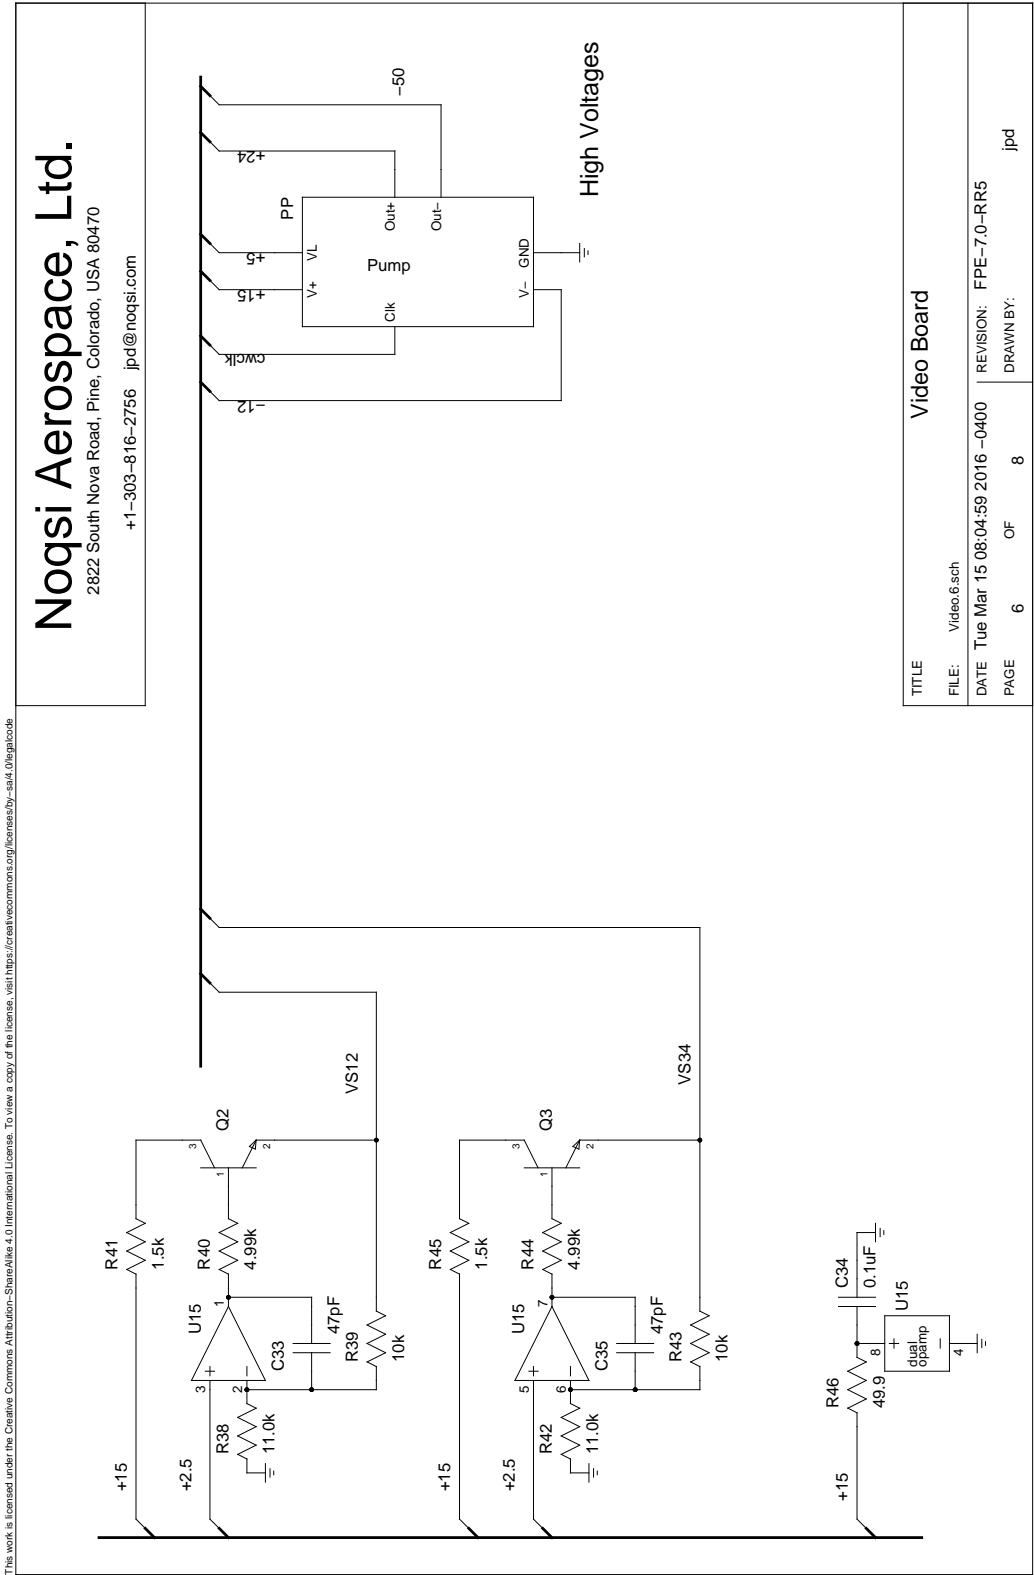 This work is licensed under the Creative Commons Attribution−ShareAlike 4.0 International License. To view a copy of the license, visit https://creativecommons.org/licenses/by−sa/4.0/legalcode
Noqsi Aerospace, Ltd.
2822 South Nova Road, Pine, Colorado, USA 80470
+1−303−816−2756 jpd@noqsi.com
+15
R41
1.5k
3
Q2
1
2
+2.5
3
+
2
−
U15
1
R40
4.99k
R38
11.0k
C33
47pF
R39
10k
VS12
+15
R45
1.5k
3
Q3
1
2
+2.5
5
+
6
−
U15
7
R44
4.99k
R42
11.0k
C35
47pF
R43
10k
VS34
+15
R46
49.9
C34
0.1uF
U15
8
+
dual
opamp
−
4
−12
cwclk
+15
+5
+24
−50
PP
V+
VL
Clk
Pump
Out+
Out−
V−
GND
High Voltages
TITLE
Video Board
FILE: Video.6.sch
REVISION: FPE−7.0−RR5
DATE Tue Mar 15 08:04:59 2016 −0400
PAGE 6 OF 8
DRAWN BY: jpd